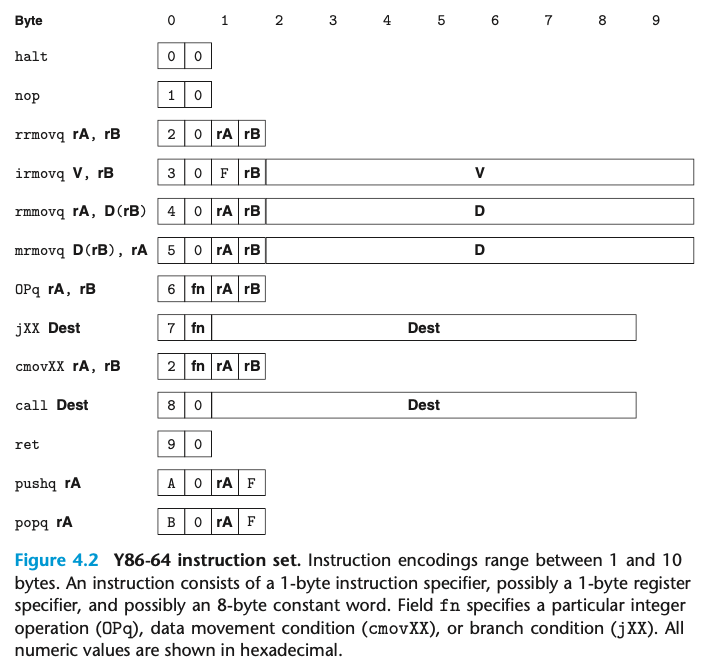 Byte 0 1 2 3 4 5 6 7 8 9
halt 0 0
nop 1 0
rrmovq rA, rB 2 0 rA rB
irmovq V, rB 3 0 F rB V
rmmovq rA, D(rB) 4 0 rA rB D
mrmovq D(rB), rA 5 0 rA rB D
OPq rA, rB 6 fn rA rB
jXX Dest 7 fn Dest
cmovXX rA, rB 2 fn rA rB
call Dest 8 0 Dest
ret 9 0
pushq rA A 0 rA F
popq rA B 0 rA F
Figure 4.2 Y86-64 instruction set. Instruction encodings range between 1 and 10
bytes. An instruction consists of a 1-byte instruction specifier, possibly a 1-byte register
specifier, and possibly an 8-byte constant word. Field fn specifies a particular integer
operation (OPq), data movement condition (cmovXX), or branch condition (jXX). All
numeric values are shown in hexadecimal.